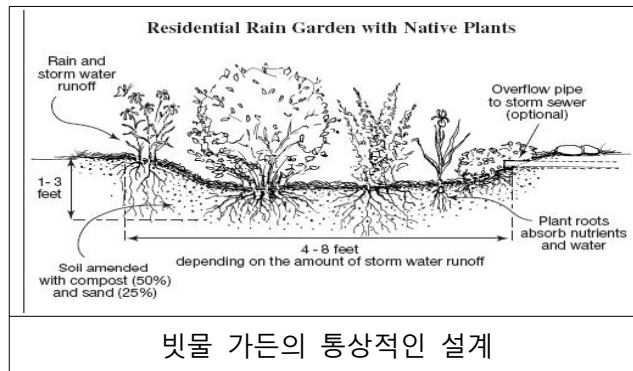 Residential Rain Garden with Native Plants
Rain and
storm water
runoff
Overflow pipe
to storm sewer
(optional)
1- 3
feet
4 - 8 feet
depending on the amount of storm water runoff
Plant roots
absorb nutrients
and water
Soil amended
with compost (50%)
and sand (25%)
빗물 가든의 통상적인 설계